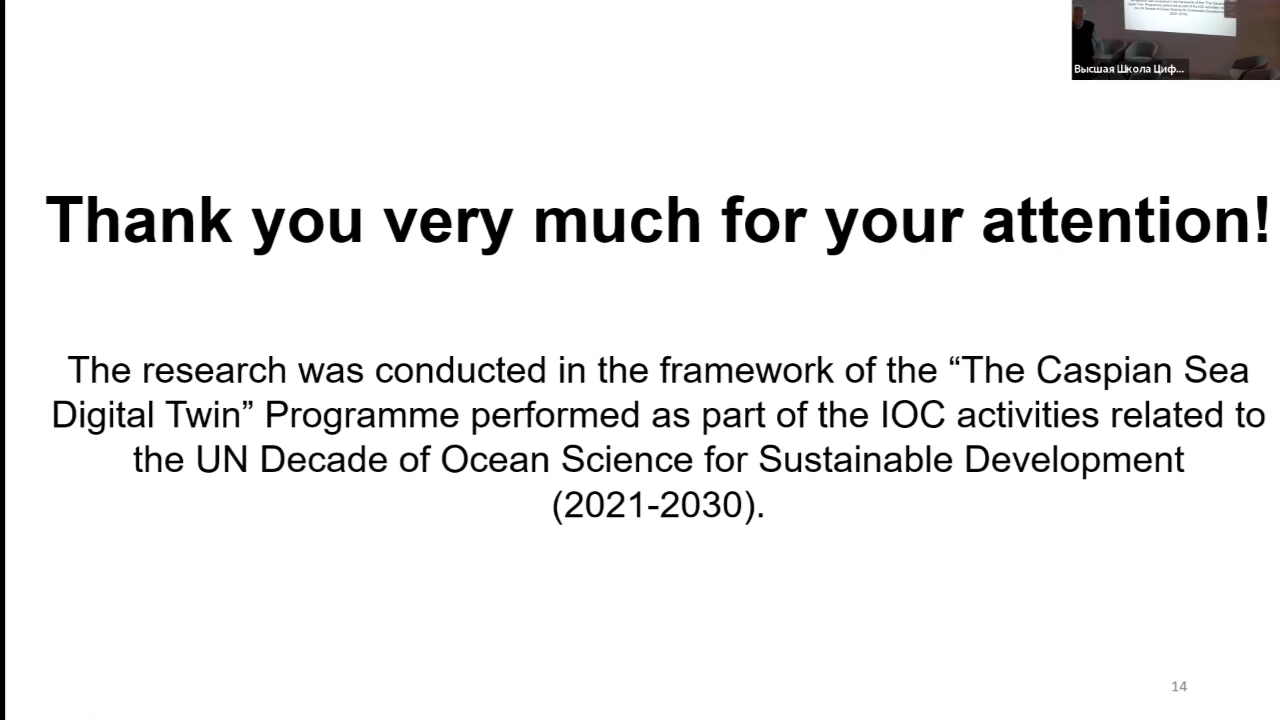 Высшая Школа Циф...
Thank you very much for your attention!
The research was conducted in the framework of the “The Caspian Sea
Digital Twin” Programme performed as part of the IOC activities related to
the UN Decade of Ocean Science for Sustainable Development
(2021-2030).
14